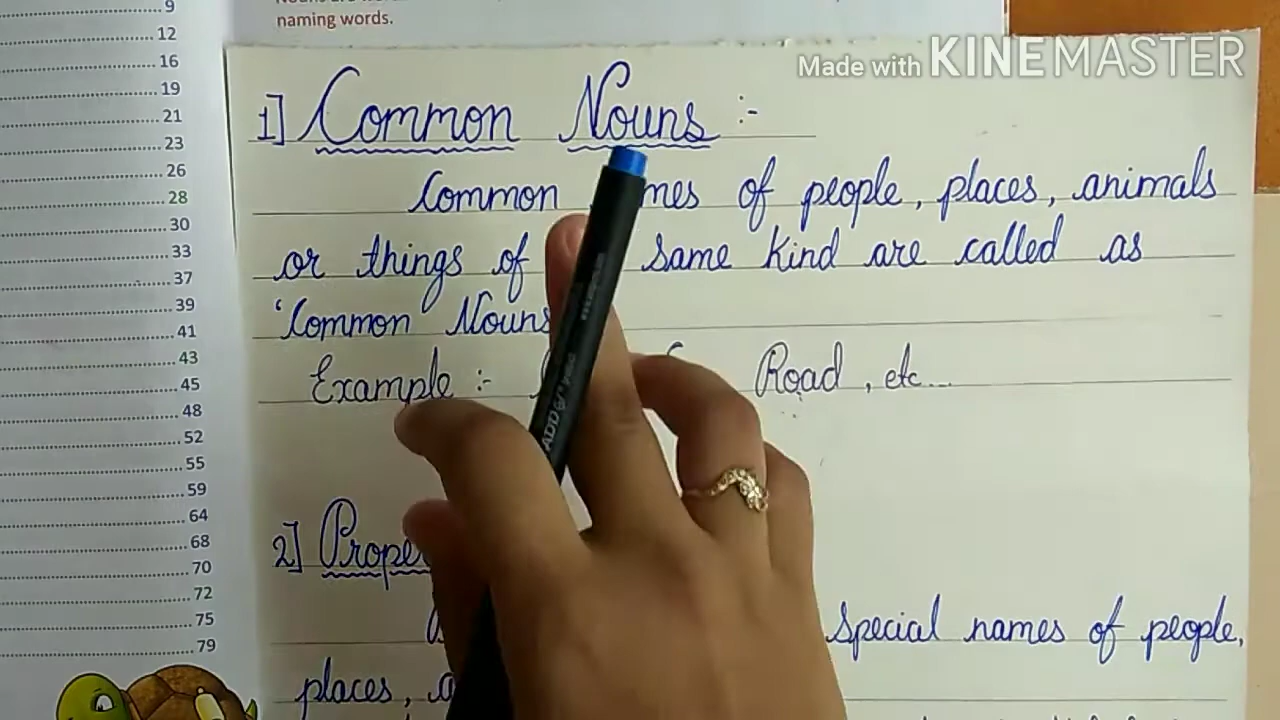 9
12
16
19
21
23
26
28
30
33
37
39
41
43
45
48
52
55
59
64
68
70
72
75
79
naming words.
Made with KINEMASTER
1] Common Nouns :-
Common of people, places, animals
or things of same kind are called as
'Common Nouns
Example :- Road , etc...
2]
special names of people,
places,